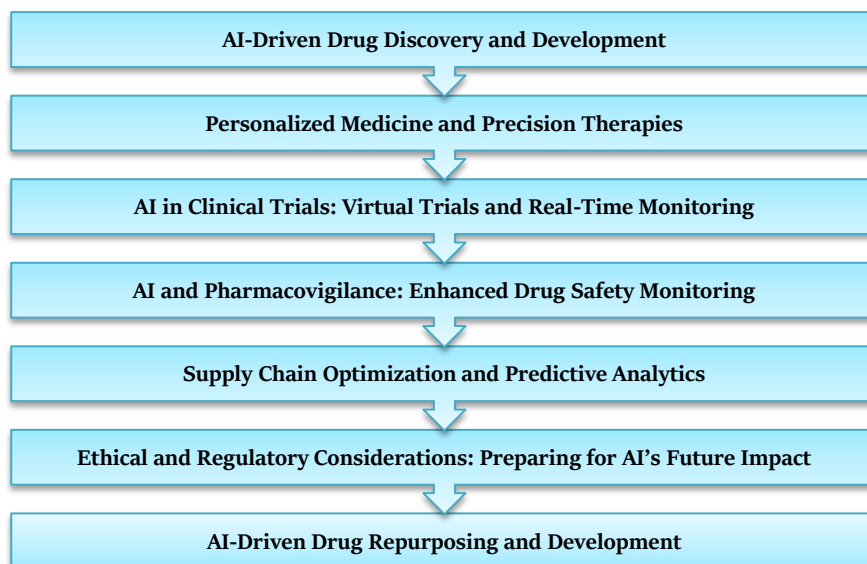 AI-Driven Drug Discovery and Development
Personalized Medicine and Precision Therapies
AI in Clinical Trials: Virtual Trials and Real-Time Monitoring
AI and Pharmacovigilance: Enhanced Drug Safety Monitoring
Supply Chain Optimization and Predictive Analytics
Ethical and Regulatory Considerations: Preparing for AI’s Future Impact
AI-Driven Drug Repurposing and Development